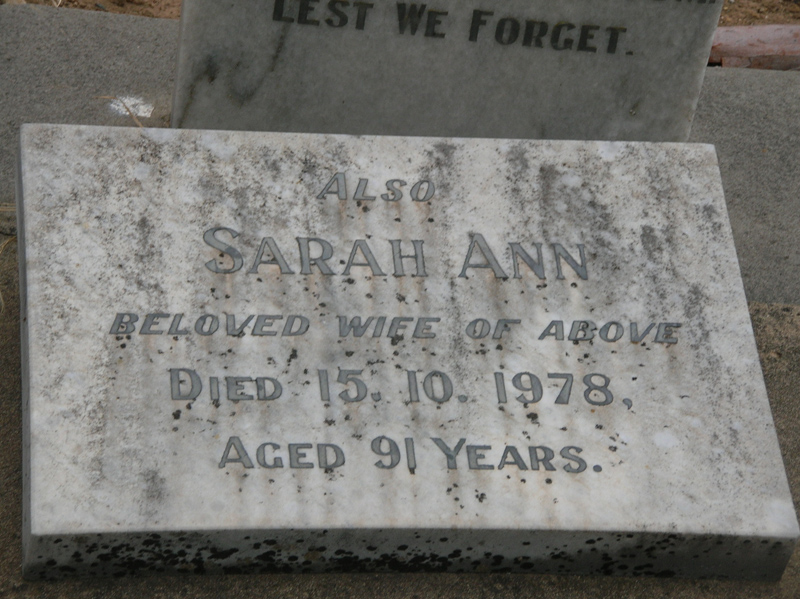 LEST WE FORGET.
ALSO
SARAH ANN
BELOVED WIFE OF ABOVE
DIED 15. 10. 1978,
AGED 91 YEARS.